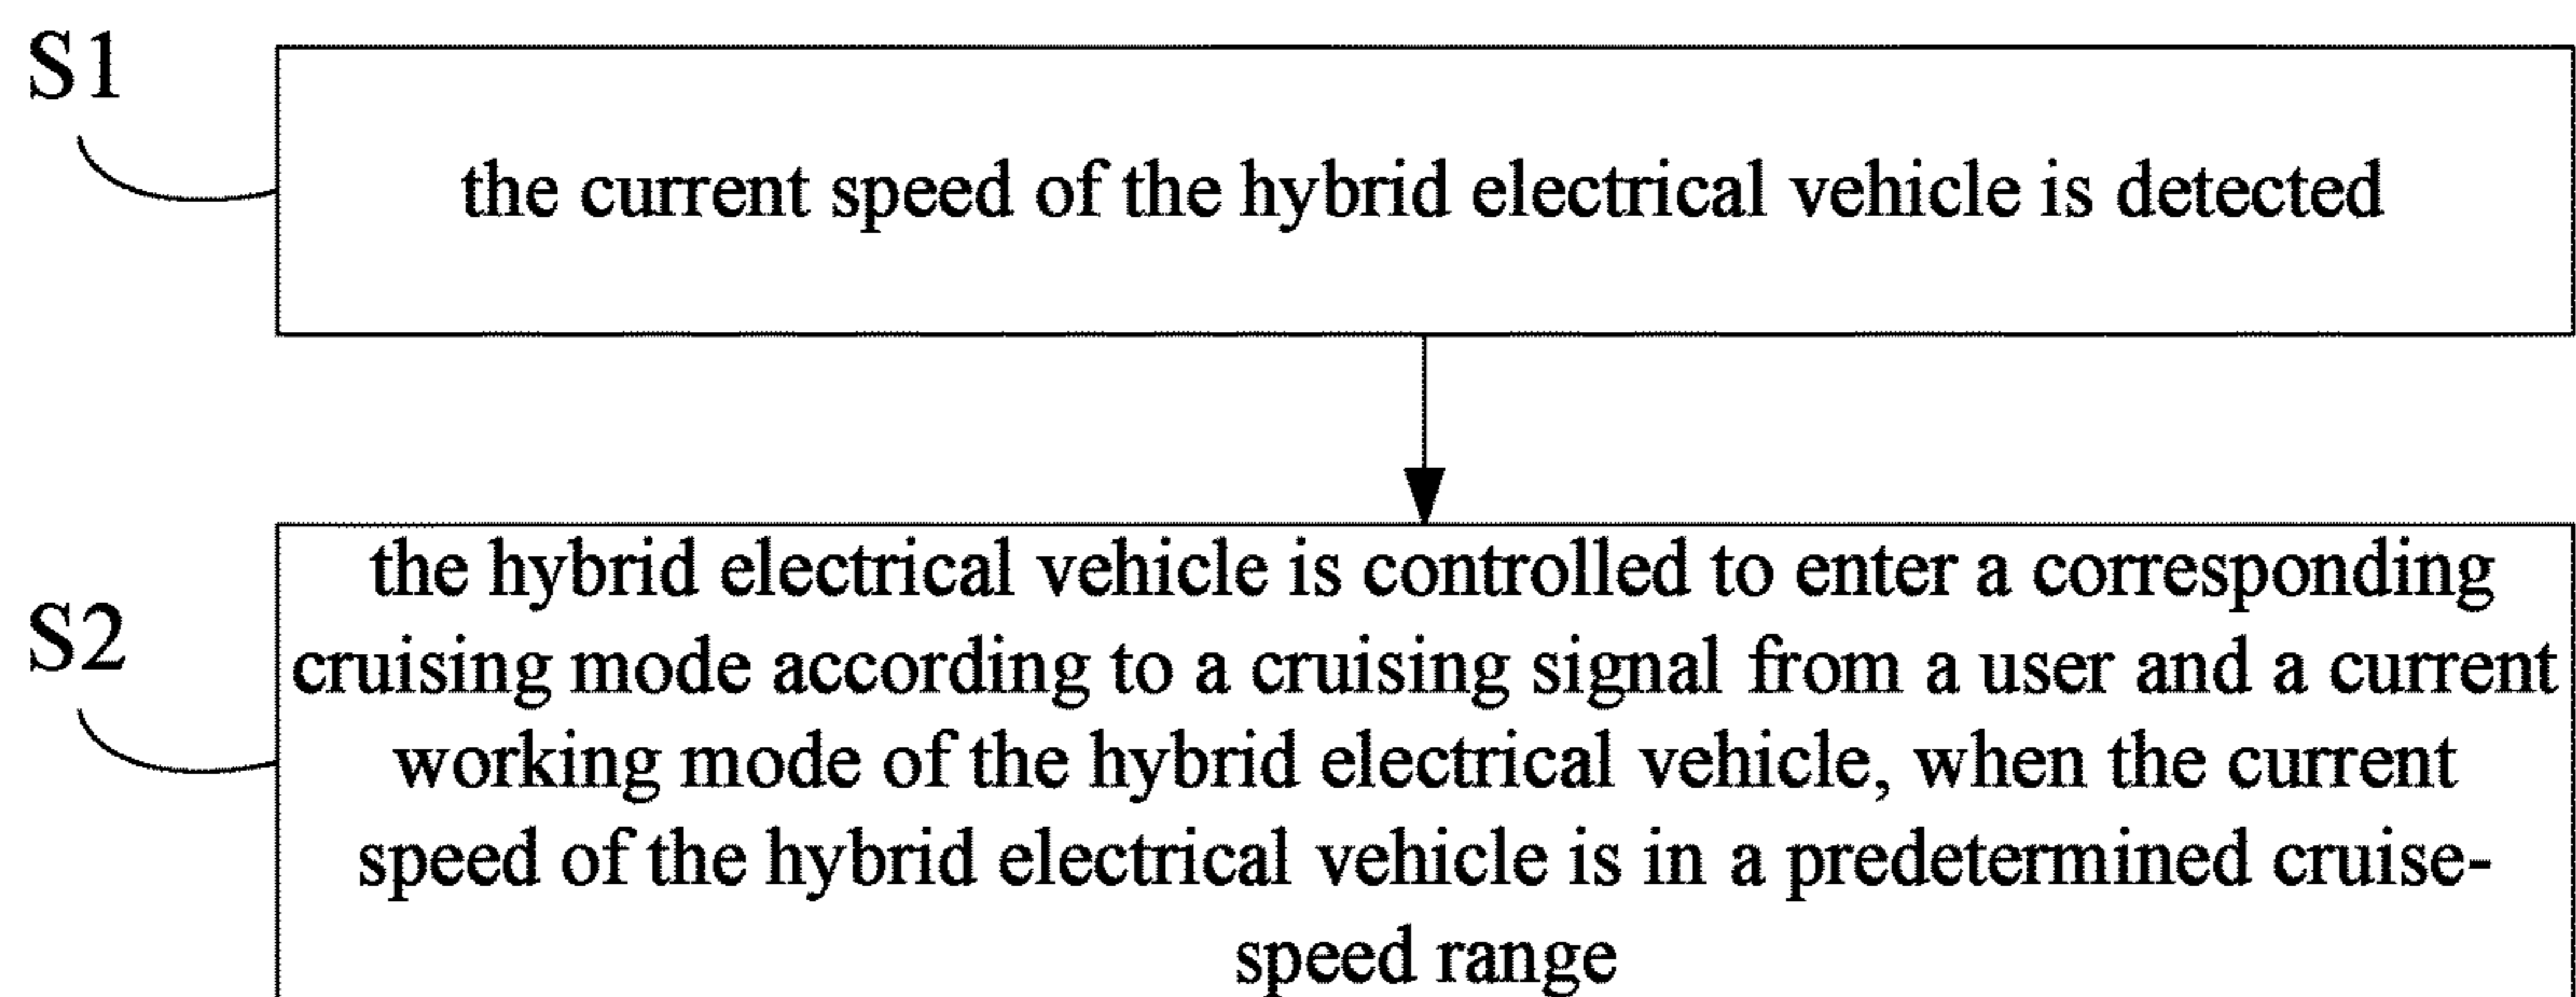 S1
the current speed of the hybrid electrical vehicle is detected
S2
the hybrid electrical vehicle is controlled to enter a corresponding
cruising mode according to a cruising signal from a user and a current
working mode of the hybrid electrical vehicle, when the current
speed of the hybrid electrical vehicle is in a predetermined cruise-
speed range